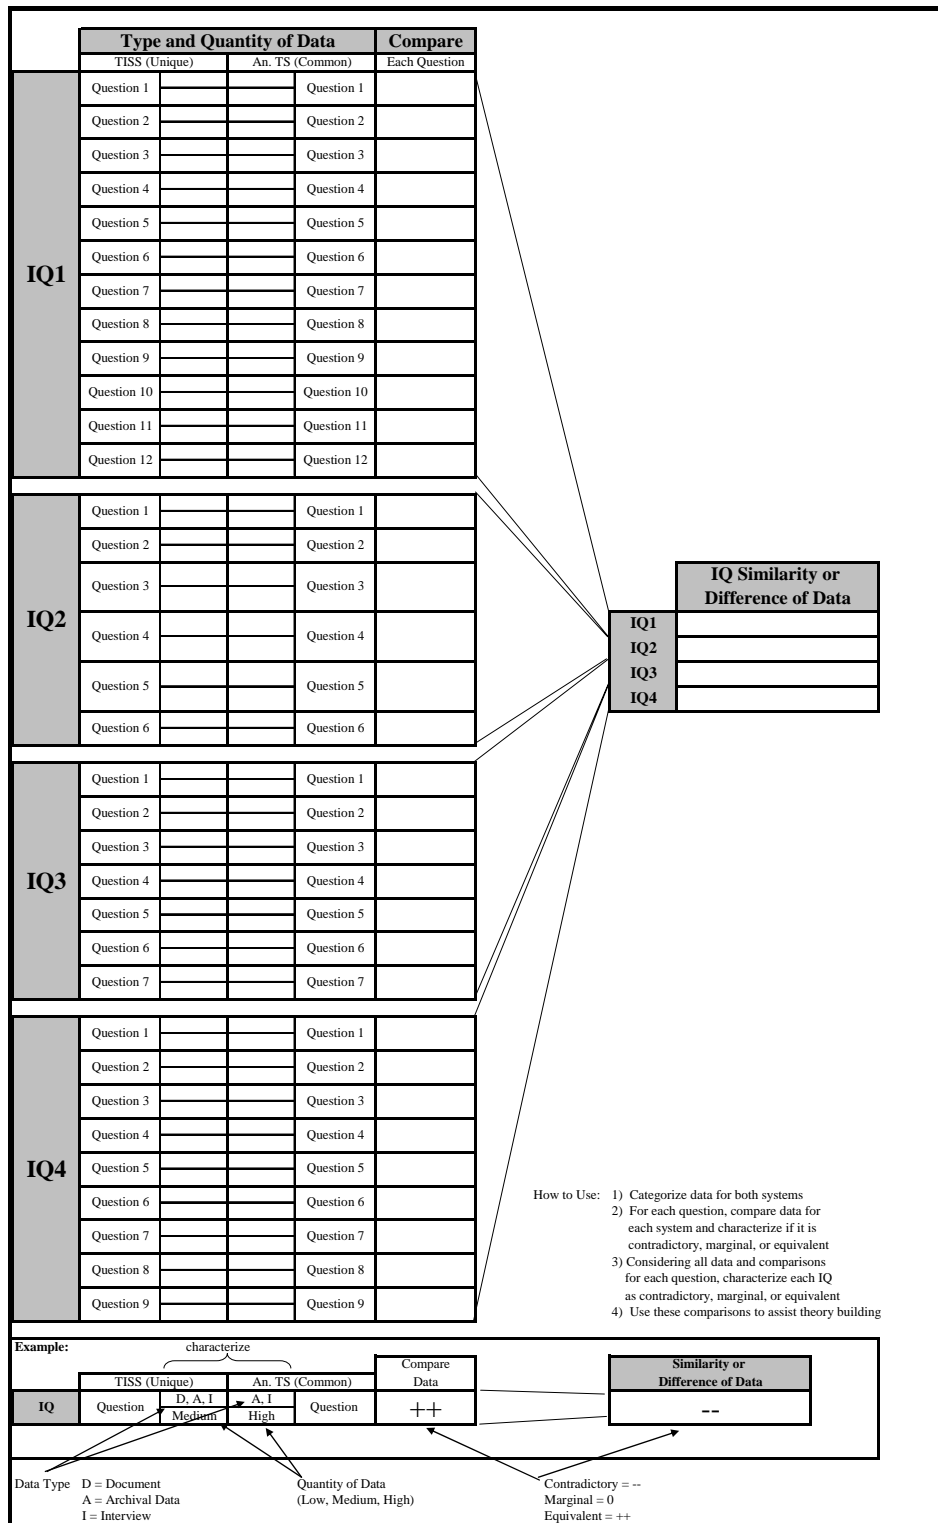 Type and Quantity of Data Compare
TISS (Unique) An. TS (Common) Each Question
IQ1
Question 1 Question 1
Question 2 Question 2
Question 3 Question 3
Question 4 Question 4
Question 5 Question 5
Question 6 Question 6
Question 7 Question 7
Question 8 Question 8
Question 9 Question 9
Question 10 Question 10
Question 11 Question 11
Question 12 Question 12
IQ2
Question 1 Question 1
Question 2 Question 2
Question 3 Question 3
Question 4 Question 4
Question 5 Question 5
Question 6 Question 6
IQ Similarity or
Difference of Data
IQ1
IQ2
IQ3
IQ4
IQ3
Question 1 Question 1
Question 2 Question 2
Question 3 Question 3
Question 4 Question 4
Question 5 Question 5
Question 6 Question 6
Question 7 Question 7
IQ4
Question 1 Question 1
Question 2 Question 2
Question 3 Question 3
Question 4 Question 4
Question 5 Question 5
Question 6 Question 6
Question 7 Question 7
Question 8 Question 8
Question 9 Question 9
How to Use: 1) Categorize data for both systems
2) For each question, compare data for
each system and characterize if it is
contradictory, marginal, or equivalent
3) Considering all data and comparisons
for each question, characterize each IQ
as contradictory, marginal, or equivalent
4) Use these comparisons to assist theory building
Example: characterize
Compare Similarity or
TISS (Unique) An. TS (Common) Data Difference of Data
IQ Question D, A, I A, I Question ++ --
Medium High
Data Type D = Document Quantity of Data Contradictory = --
A = Archival Data (Low, Medium, High) Marginal = 0
I = Interview Equivalent = ++